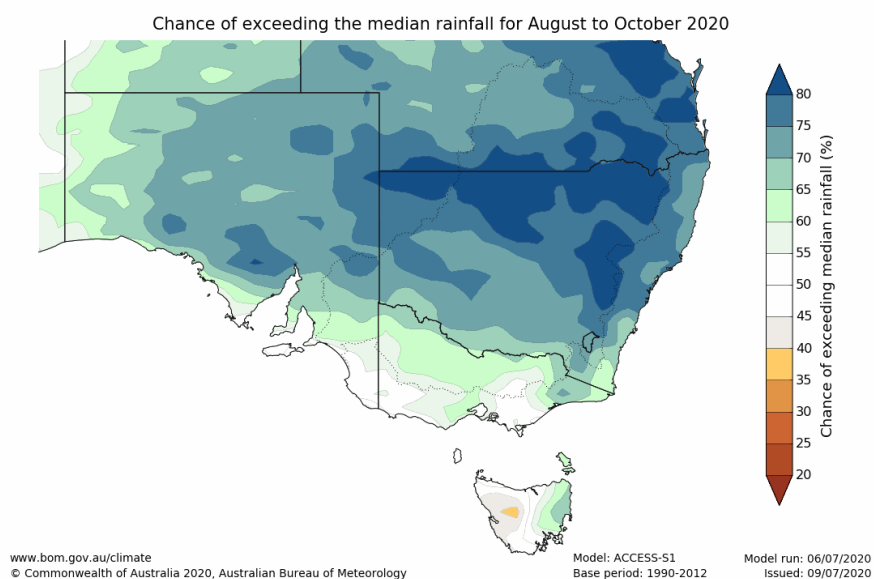 Chance of exceeding the median rainfall for August to October 2020
80
75
70
65
60
55
50
45
40
35
30
25
20
Chance of exceeding median rainfall (%)
www.bom.gov.au/climate
© Commonwealth of Australia 2020, Australian Bureau of Meteorology
Model: ACCESS-S1
Base period: 1990-2012
Model run: 06/07/2020
Issued: 09/07/2020